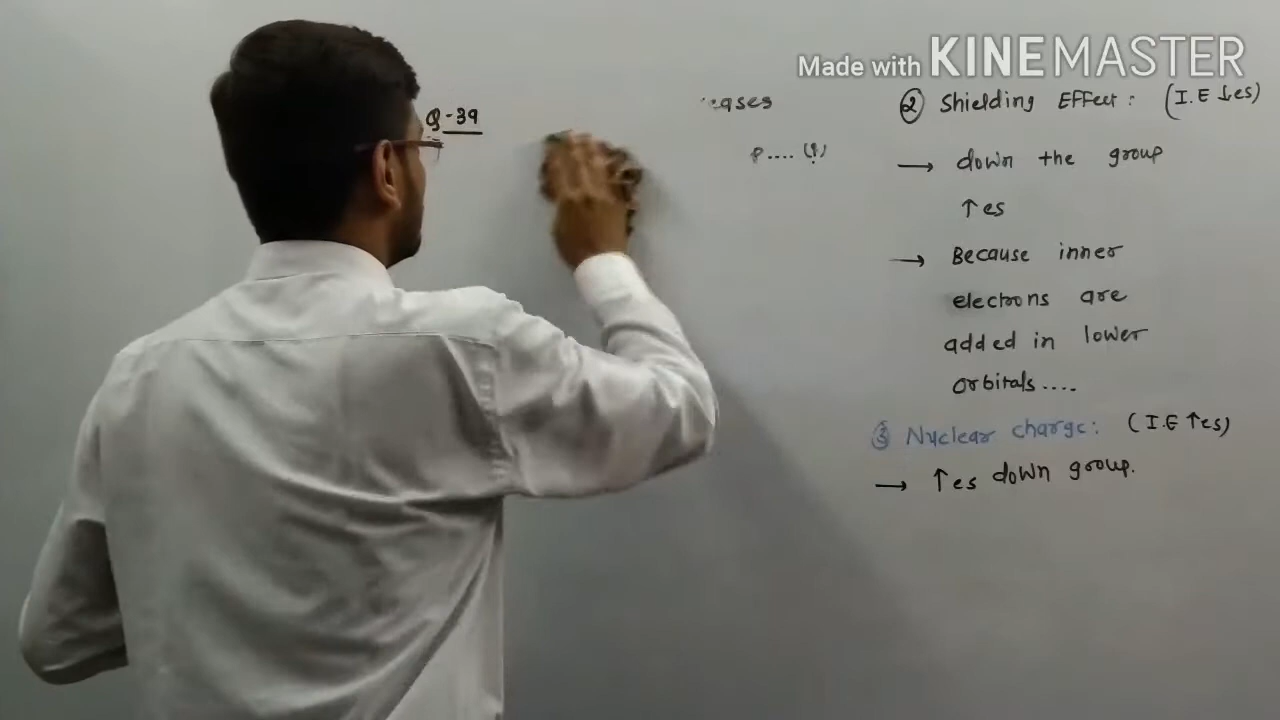 Made with KINEMASTER
Q-39
② Shielding Effect: (I.E ↓es)
→ down the group
↑es
→ Because inner
electrons are
added in lower
orbitals....
③ Nuclear charge: (I.E ↑es)
→ ↑es down group.